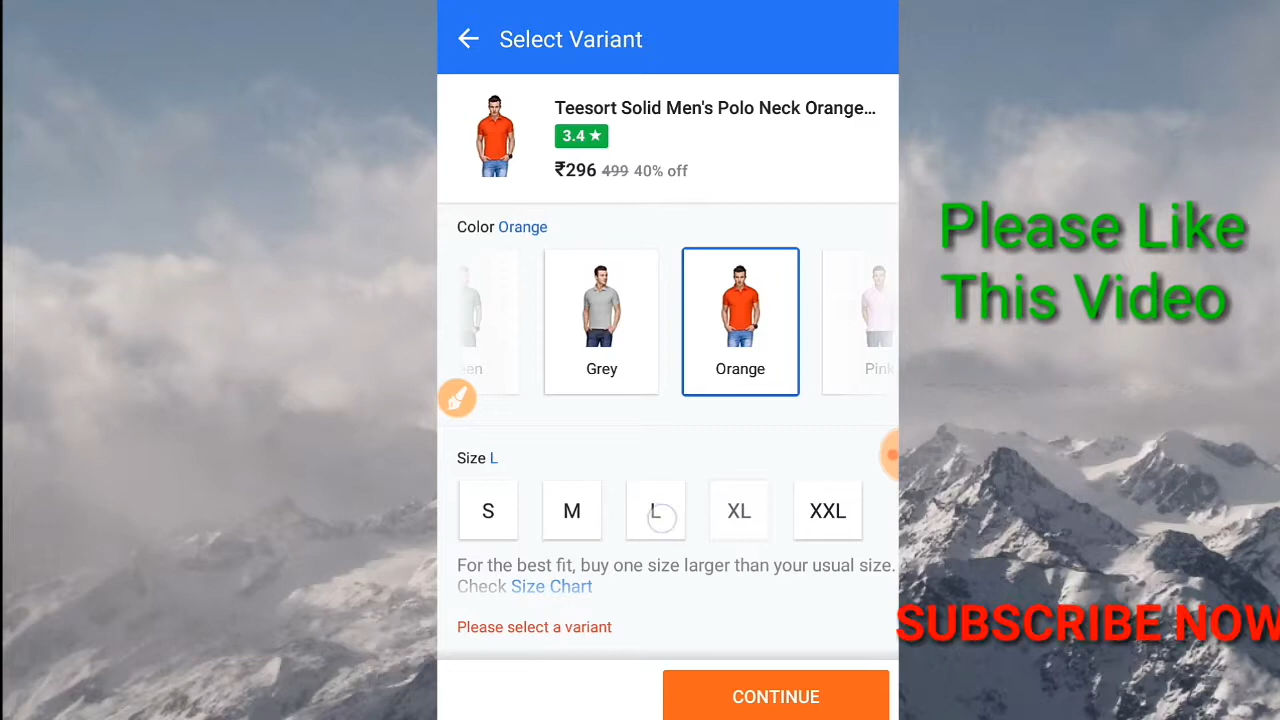 Select Variant
Teesort Solid Men's Polo Neck Orange...
3.4 ★
₹296 499 40% off
Color Orange
een
Grey
Orange
Pink
Size L
S
M
L
XL
XXL
For the best fit, buy one size larger than your usual size.
Check Size Chart
Please select a variant
CONTINUE
Please Like
This Video
SUBSCRIBE NOW